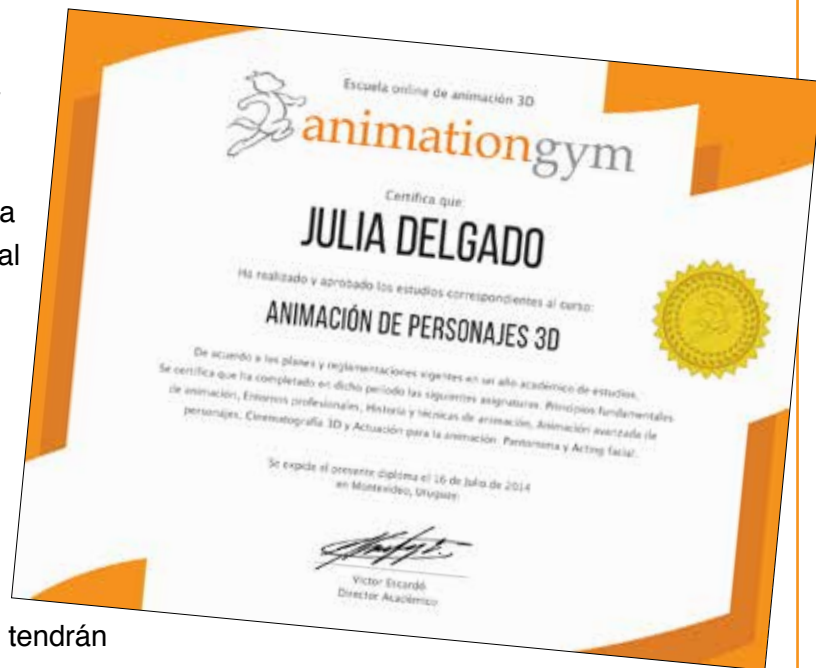 a
al
Escuela online de animación 3D
animationgym
Certifica que:
JULIA DELGADO
Ha realizado y aprobado los estudios correspondientes al curso:
ANIMACIÓN DE PERSONAJES 3D
De acuerdo a los planes y reglamentaciones vigentes en un año académico de estudios.
Se certifica que ha completado en dicho periodo las siguientes asignaturas: Principios fundamentales
de animación, Entornos profesionales, Historia y técnicas de animación, Animación avanzada de
personajes, Cinematografía 3D y Actuación para la animación: Pantomima y Acting facial.
Se expide el presente diploma el 16 de Julio de 2014
en Montevideo, Uruguay.
Victor Escardó
Director Académico
tendrán